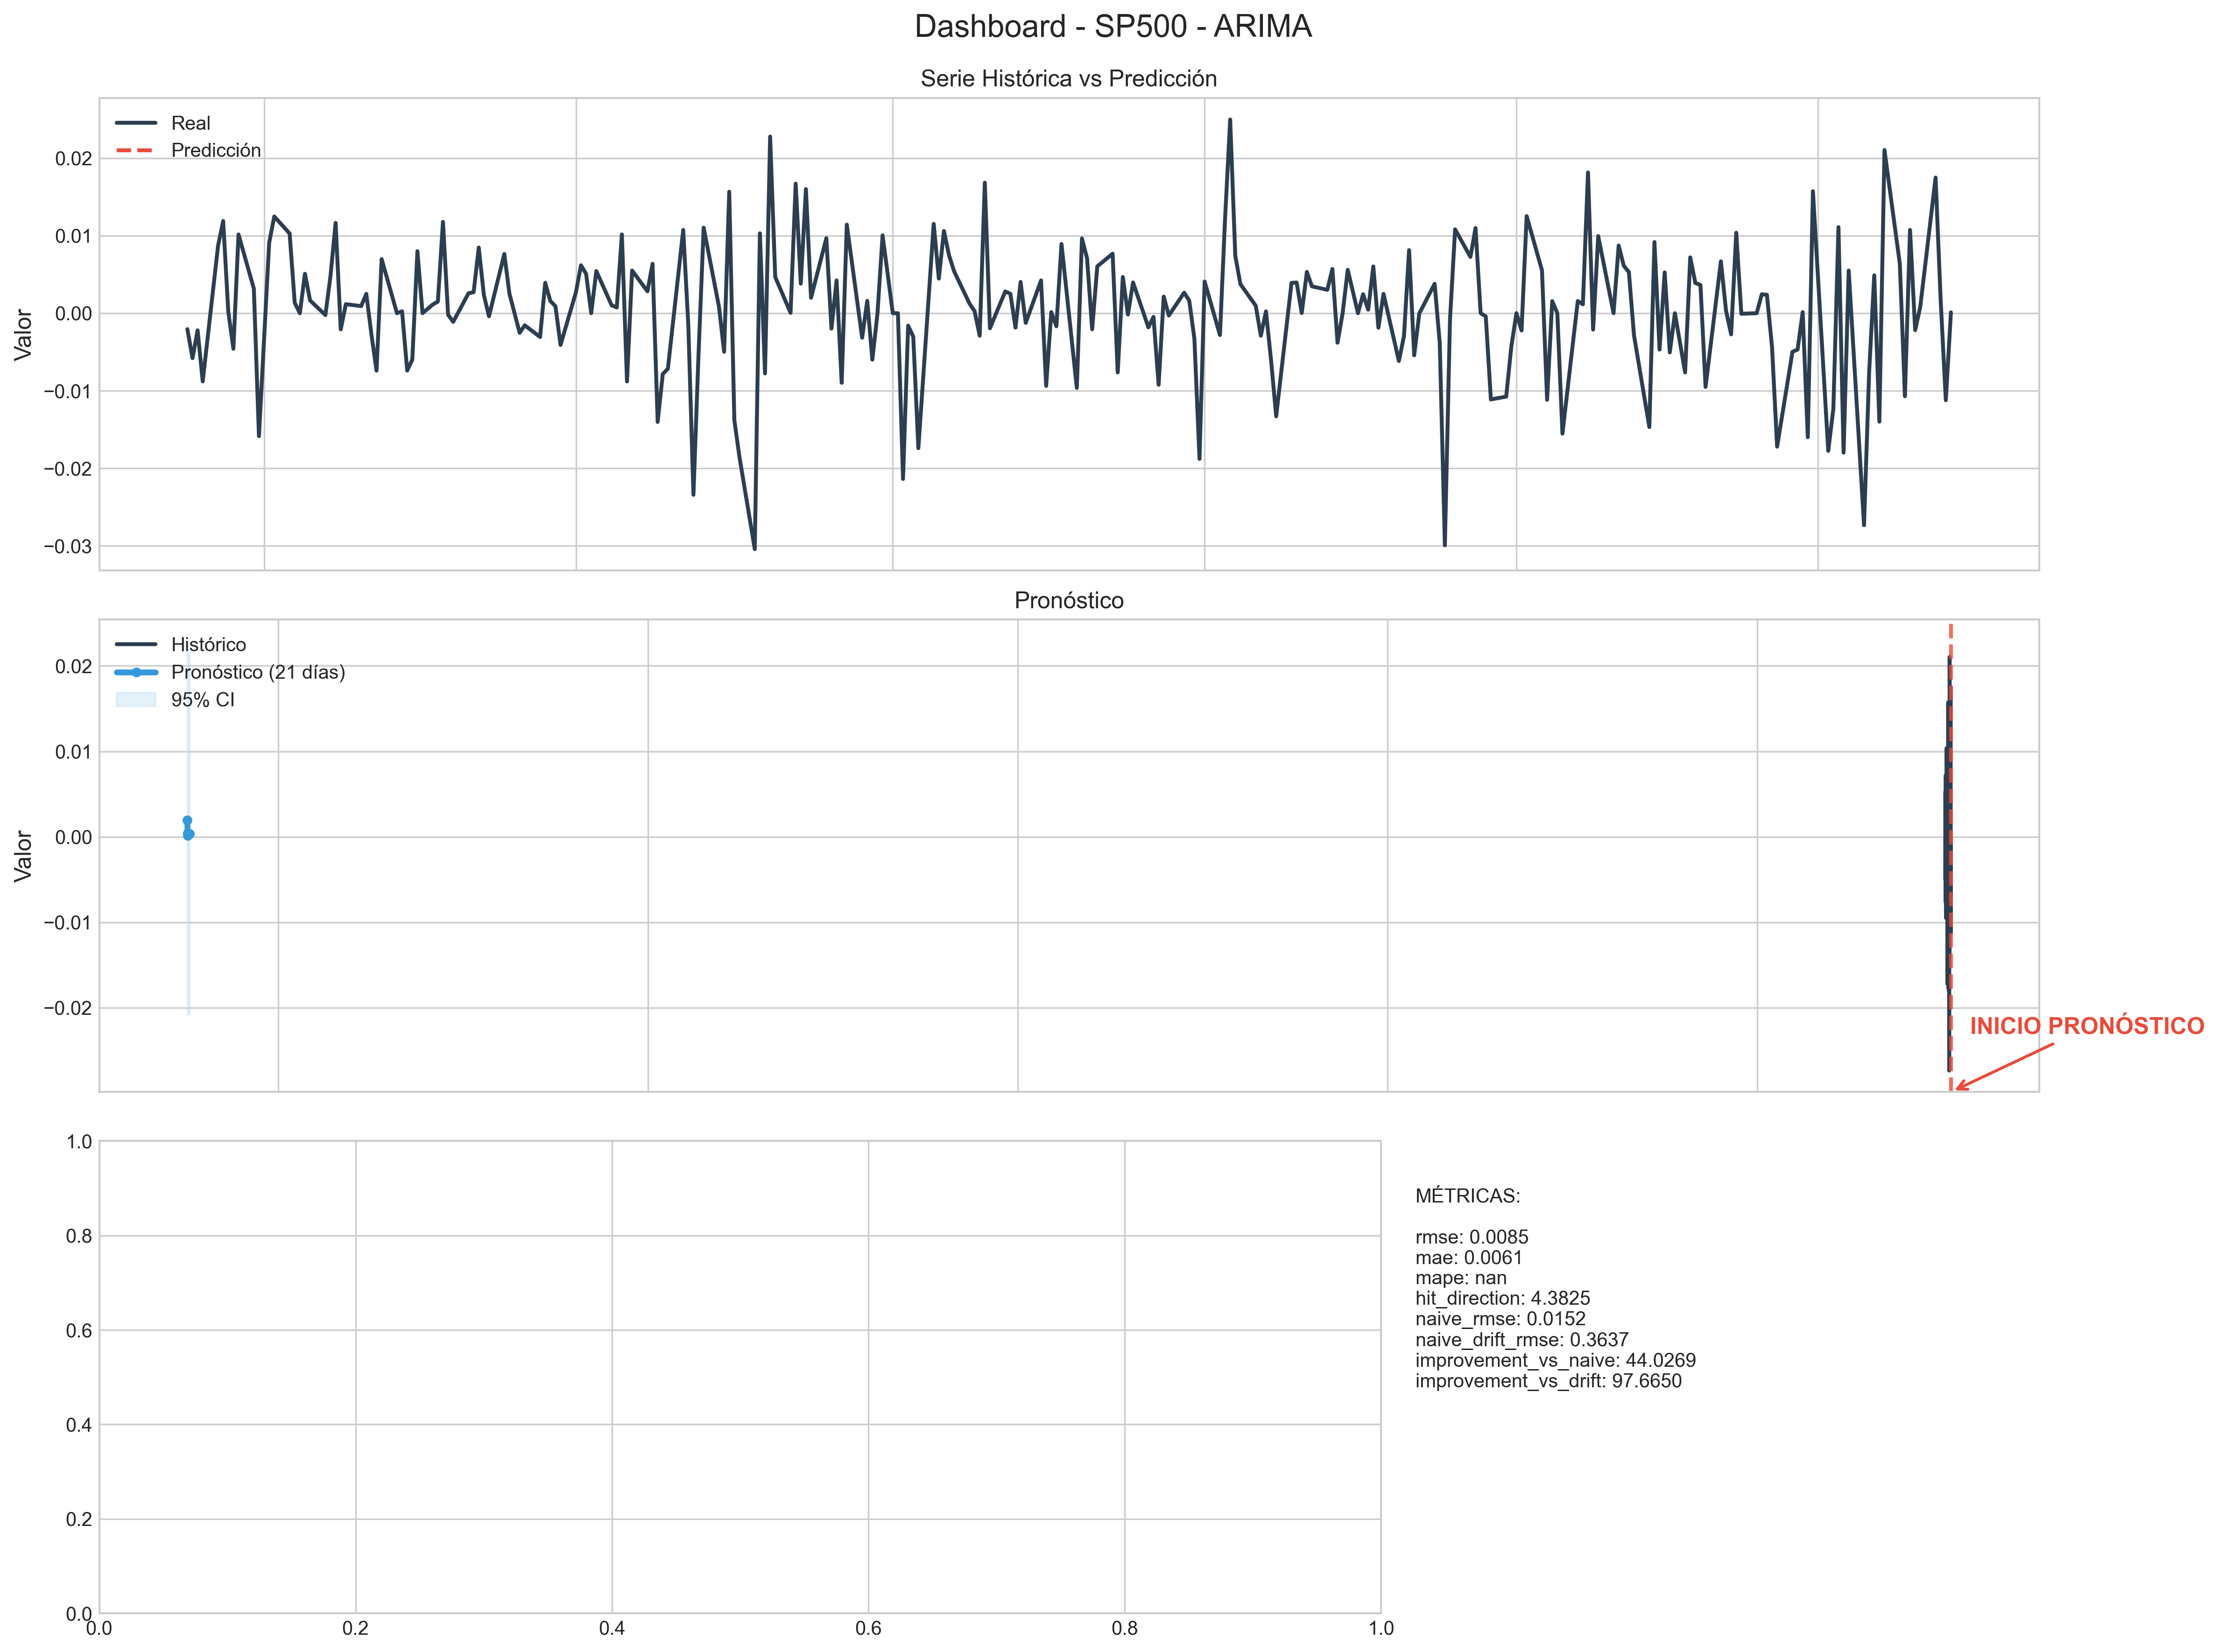 Dashboard - SP500 - ARIMA
Serie Histórica vs Predicción
Real
Predicción
0.02
0.01
0.00
−0.01
−0.02
−0.03
Valor
Pronóstico
Histórico
Pronóstico (21 días)
95% CI
0.02
0.01
0.00
−0.01
−0.02
Valor
INICIO PRONÓSTICO
1.0
0.8
0.6
0.4
0.2
0.0
0.0 0.2 0.4 0.6 0.8 1.0
MÉTRICAS:
rmse: 0.0085
mae: 0.0061
mape: nan
hit_direction: 4.3825
naive_rmse: 0.0152
naive_drift_rmse: 0.3637
improvement_vs_naive: 44.0269
improvement_vs_drift: 97.6650